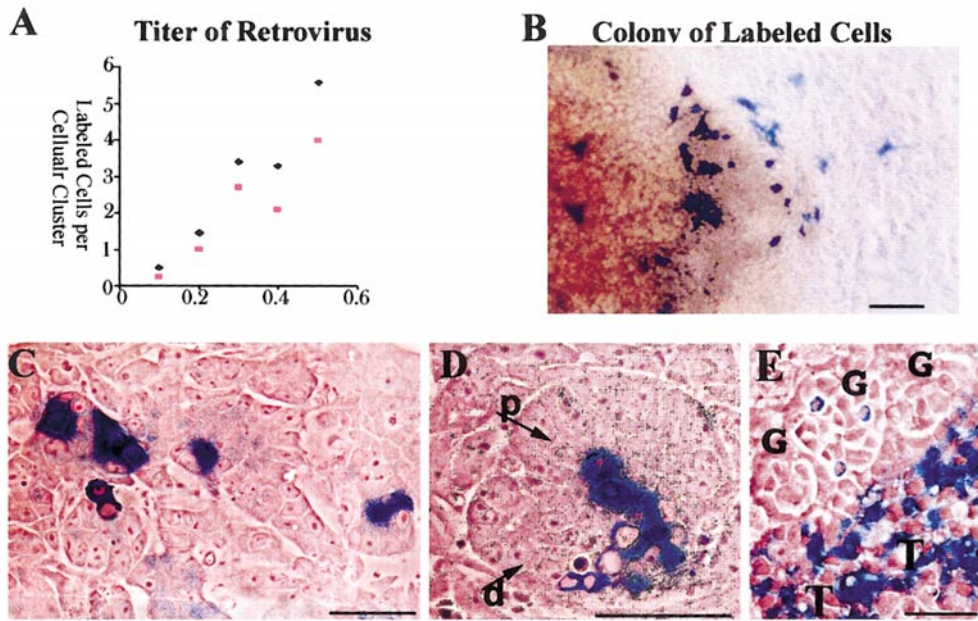 A
Titer of Retrovirus
6
5
4
3
2
1
0
Labeled Cells per
Cellualr Cluster
0
0.2
0.4
0.6
B
Colony of Labeled Cells
C
D
p
d
E
G
G
G
T
T